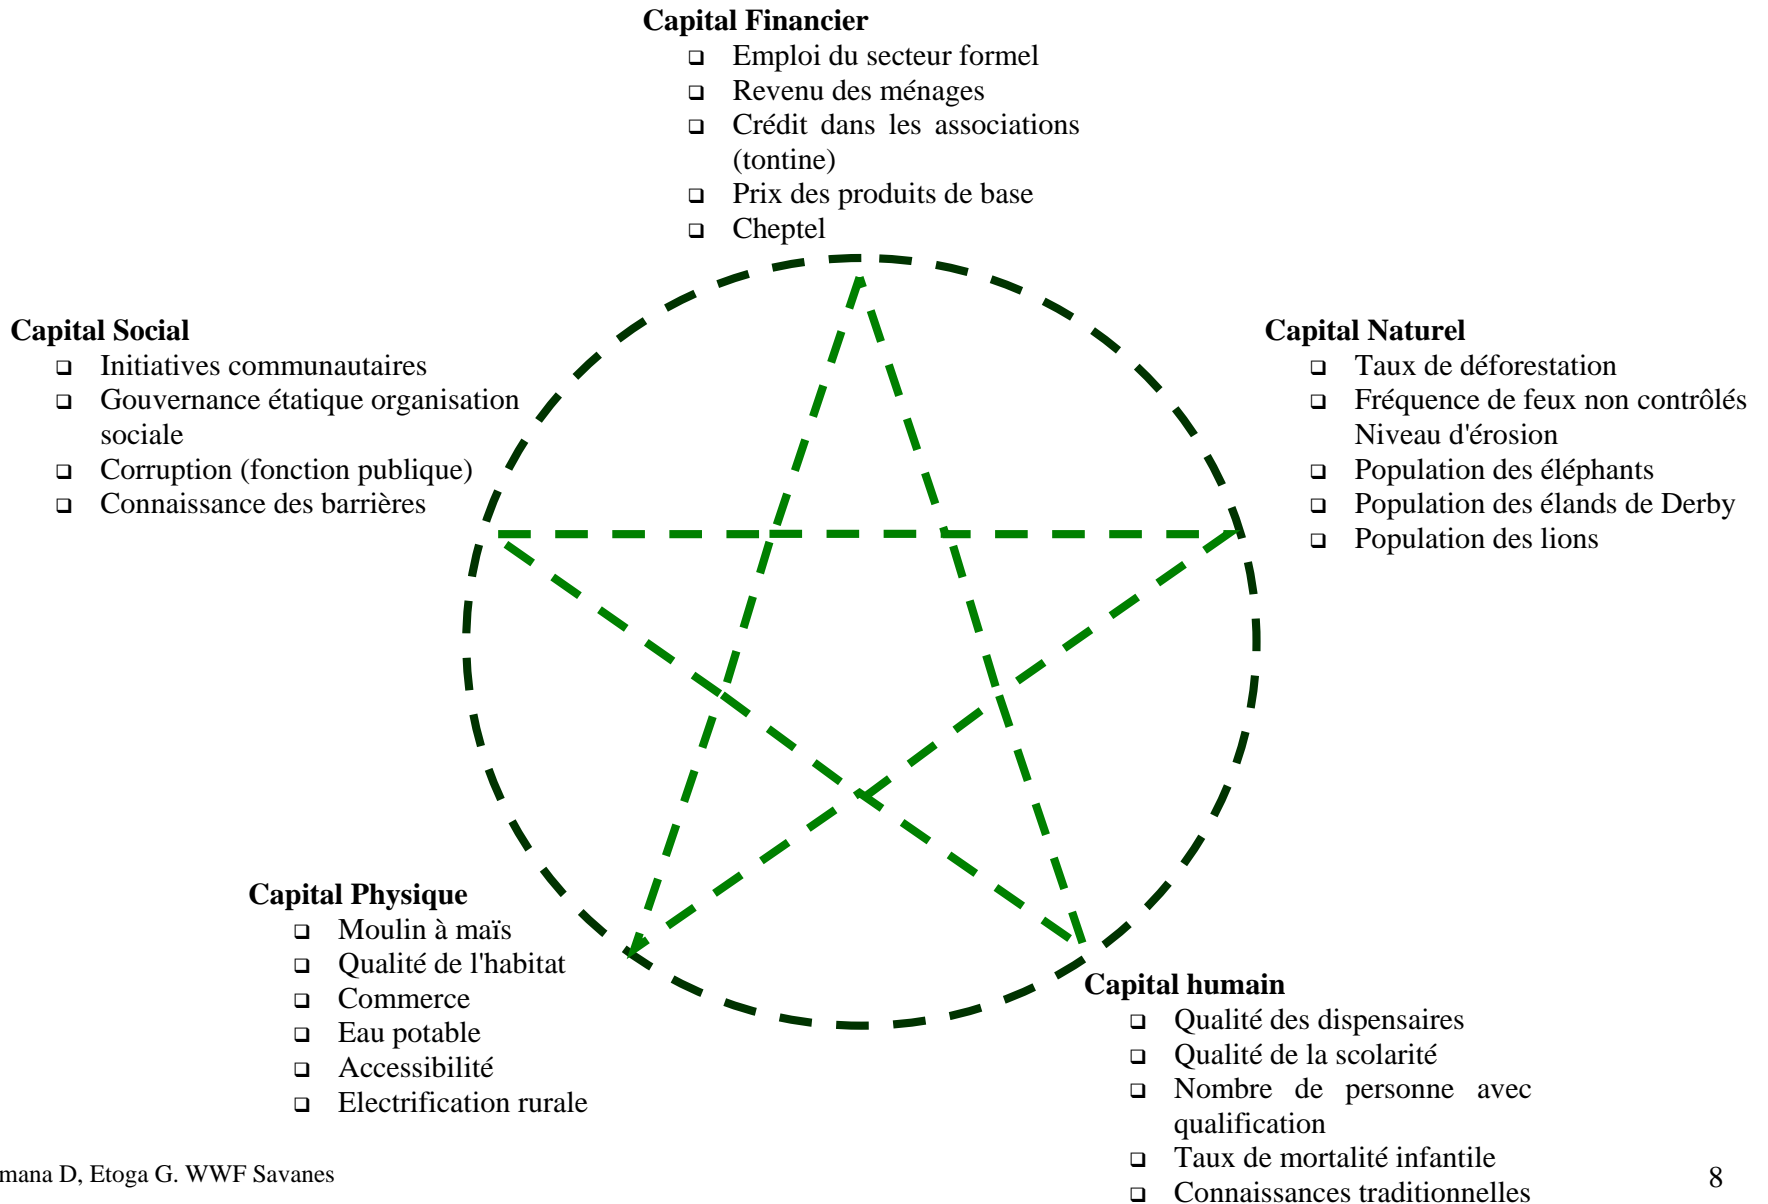 Capital Financier
❑ Emploi du secteur formel
❑ Revenu des ménages
❑ Crédit dans les associations
(tontine)
❑ Prix des produits de base
❑ Cheptel
Capital Social
❑ Initiatives communautaires
❑ Gouvernance étatique organisation
sociale
❑ Corruption (fonction publique)
❑ Connaissance des barrières
Capital Naturel
❑ Taux de déforestation
❑ Fréquence de feux non contrôlés
Niveau d'érosion
❑ Population des éléphants
❑ Population des élands de Derby
❑ Population des lions
Capital Physique
❑ Moulin à maïs
❑ Qualité de l'habitat
❑ Commerce
❑ Eau potable
❑ Accessibilité
❑ Electrification rurale
Capital humain
❑ Qualité des dispensaires
❑ Qualité de la scolarité
❑ Nombre de personne avec
qualification
❑ Taux de mortalité infantile
❑ Connaissances traditionnelles
mana D, Etoga G. WWF Savanes
8